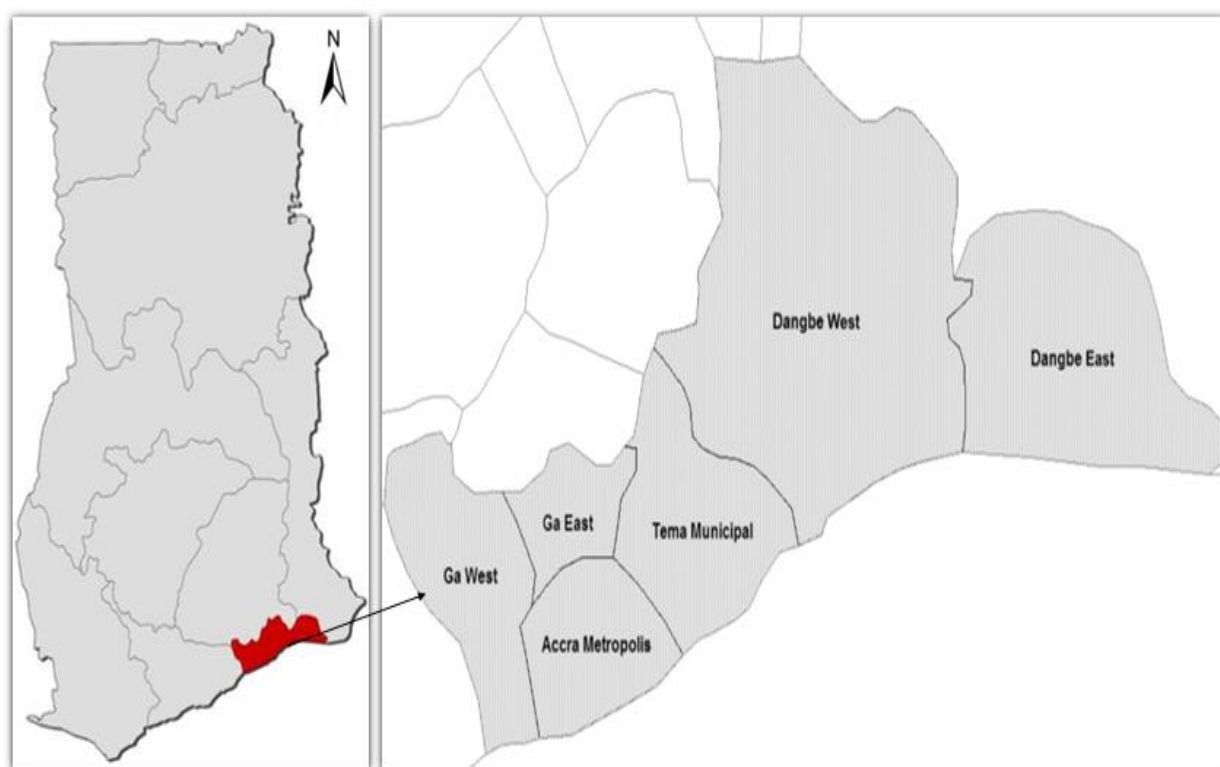 N
Dangbe West
Dangbe East
Ga East
Tema Municipal
Ga West
Accra Metropolis